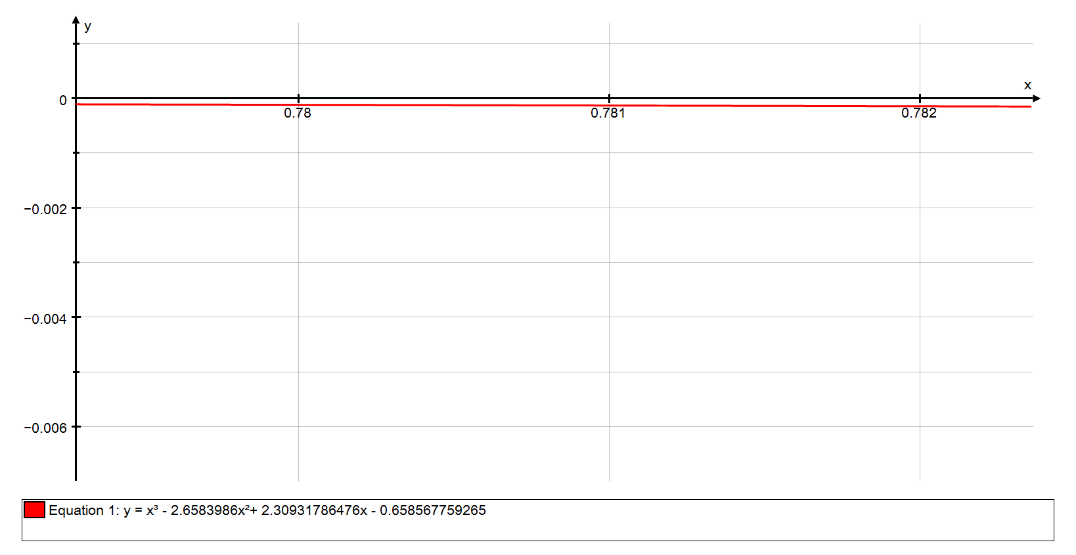 y
x
0
0.78
0.781
0.782
−0.002
−0.004
−0.006
Equation 1: y = x³ - 2.6583986x²+ 2.30931786476x - 0.658567759265